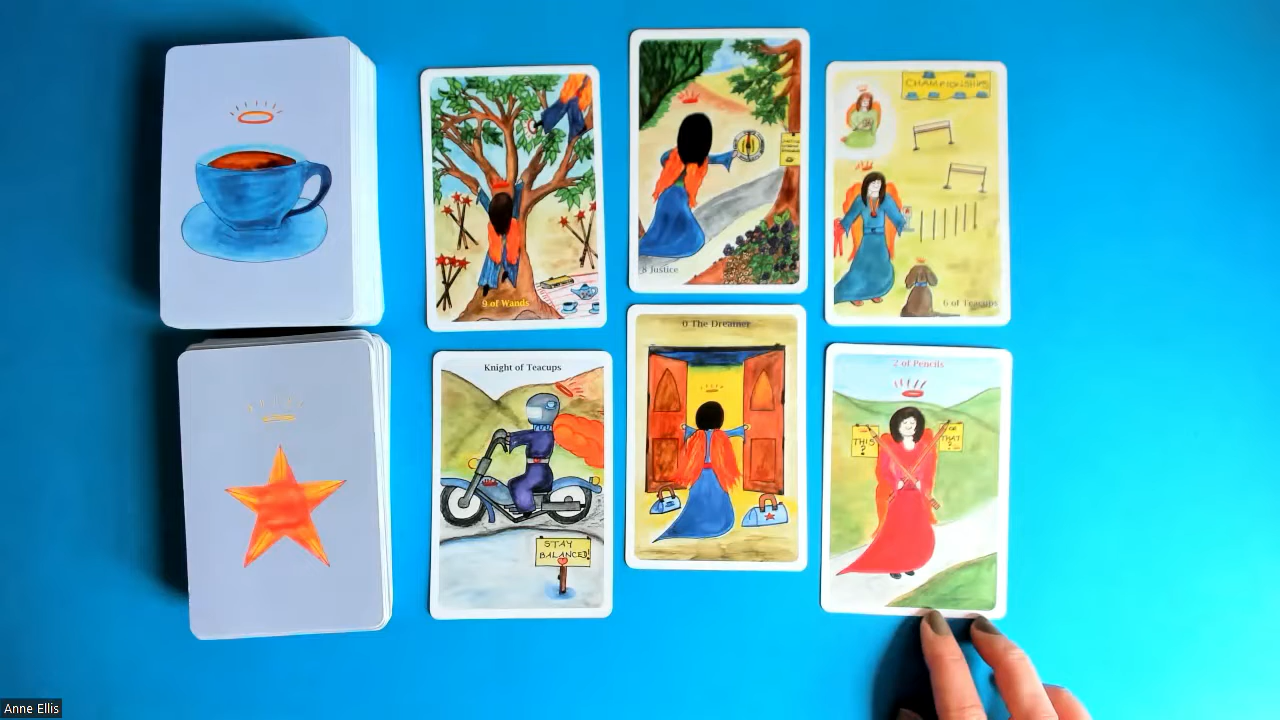 CHAMPIONSHIPS
9 of Wands
8 Justice
6 of Teacups
Knight of Teacups
0 The Dreamer
2 of Pencils
THIS
?
OR
THAT
?
STAY
BALANCED!
Anne Ellis